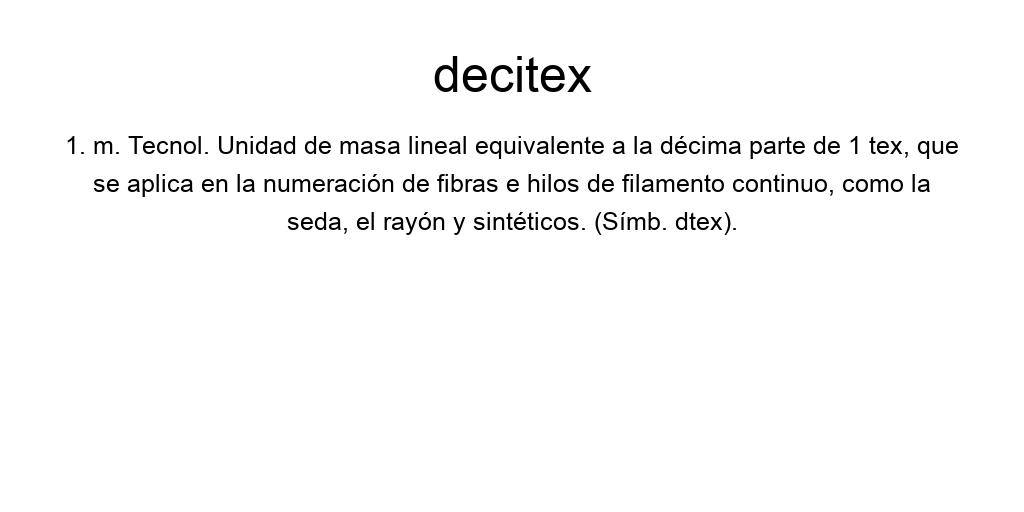 decitex
1. m. Tecnol. Unidad de masa lineal equivalente a la décima parte de 1 tex, que
se aplica en la numeración de fibras e hilos de filamento continuo, como la
seda, el rayón y sintéticos. (Símb. dtex).